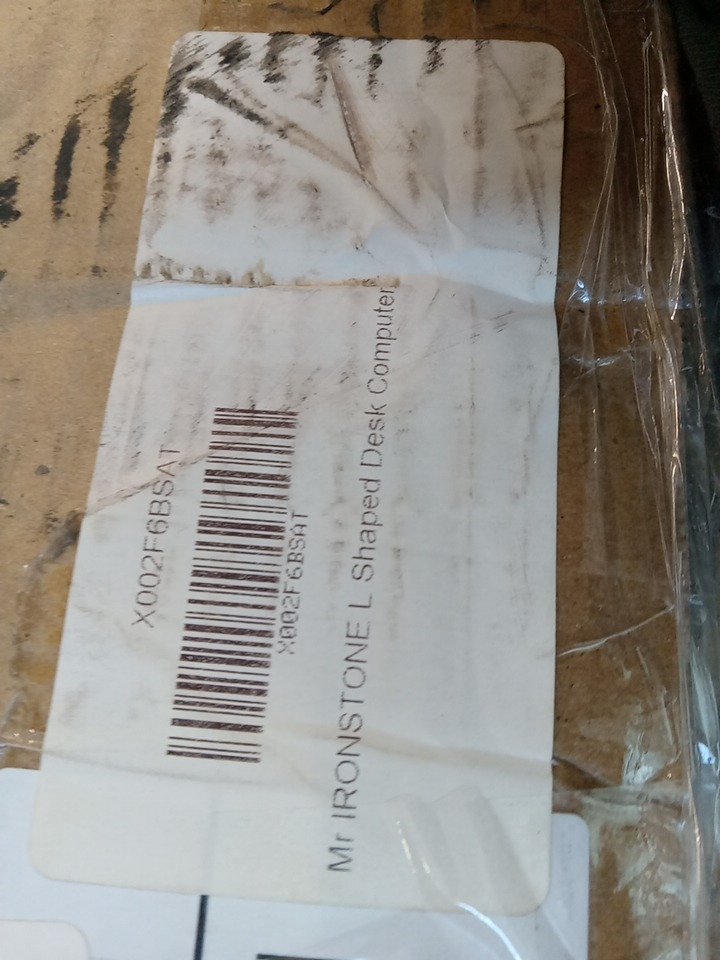 X002F6BSAT
X002F6BSAT
Mr IRONSTONE L Shaped Desk Computer